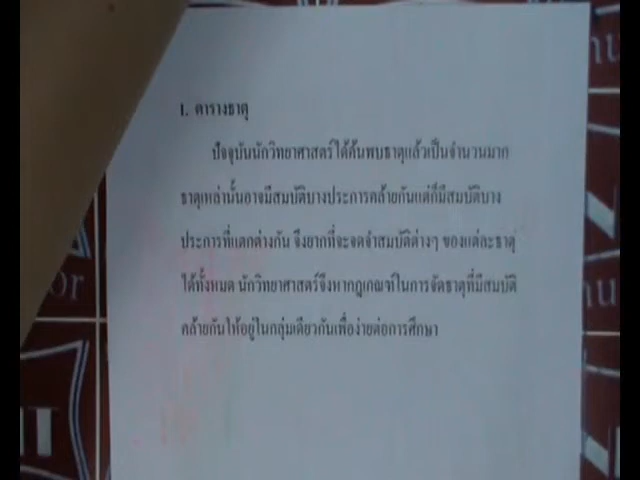 1. ตารางธาตุ
ปัจจุบันนักวิทยาศาสตร์ได้ค้นพบธาตุแล้วเป็นจำนวนมาก
ธาตุเหล่านั้นอาจมีสมบัติบางประการคล้ายกันแต่ก็มีสมบัติบาง
ประการที่แตกต่างกัน จึงยากที่จะจดจำสมบัติต่างๆ ของแต่ละธาตุ
ได้ทั้งหมด นักวิทยาศาสตร์จึงหากฎเกณฑ์ในการจัดธาตุที่มีสมบัติ
คล้ายกันให้อยู่ในกลุ่มเดียวกันเพื่อง่ายต่อการศึกษา